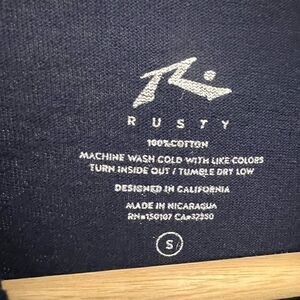 RUSTY
100% COTTON
MACHINE WASH COLD WITH LIKE COLORS
TURN INSIDE OUT / TUMBLE DRY LOW
DESIGNED IN CALIFORNIA
MADE IN NICARAGUA
RN#150107 CA#37250
S